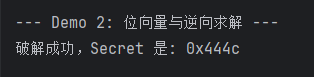 --- Demo 2: 位向量与逆向求解 ---
破解成功，Secret 是: 0x444c